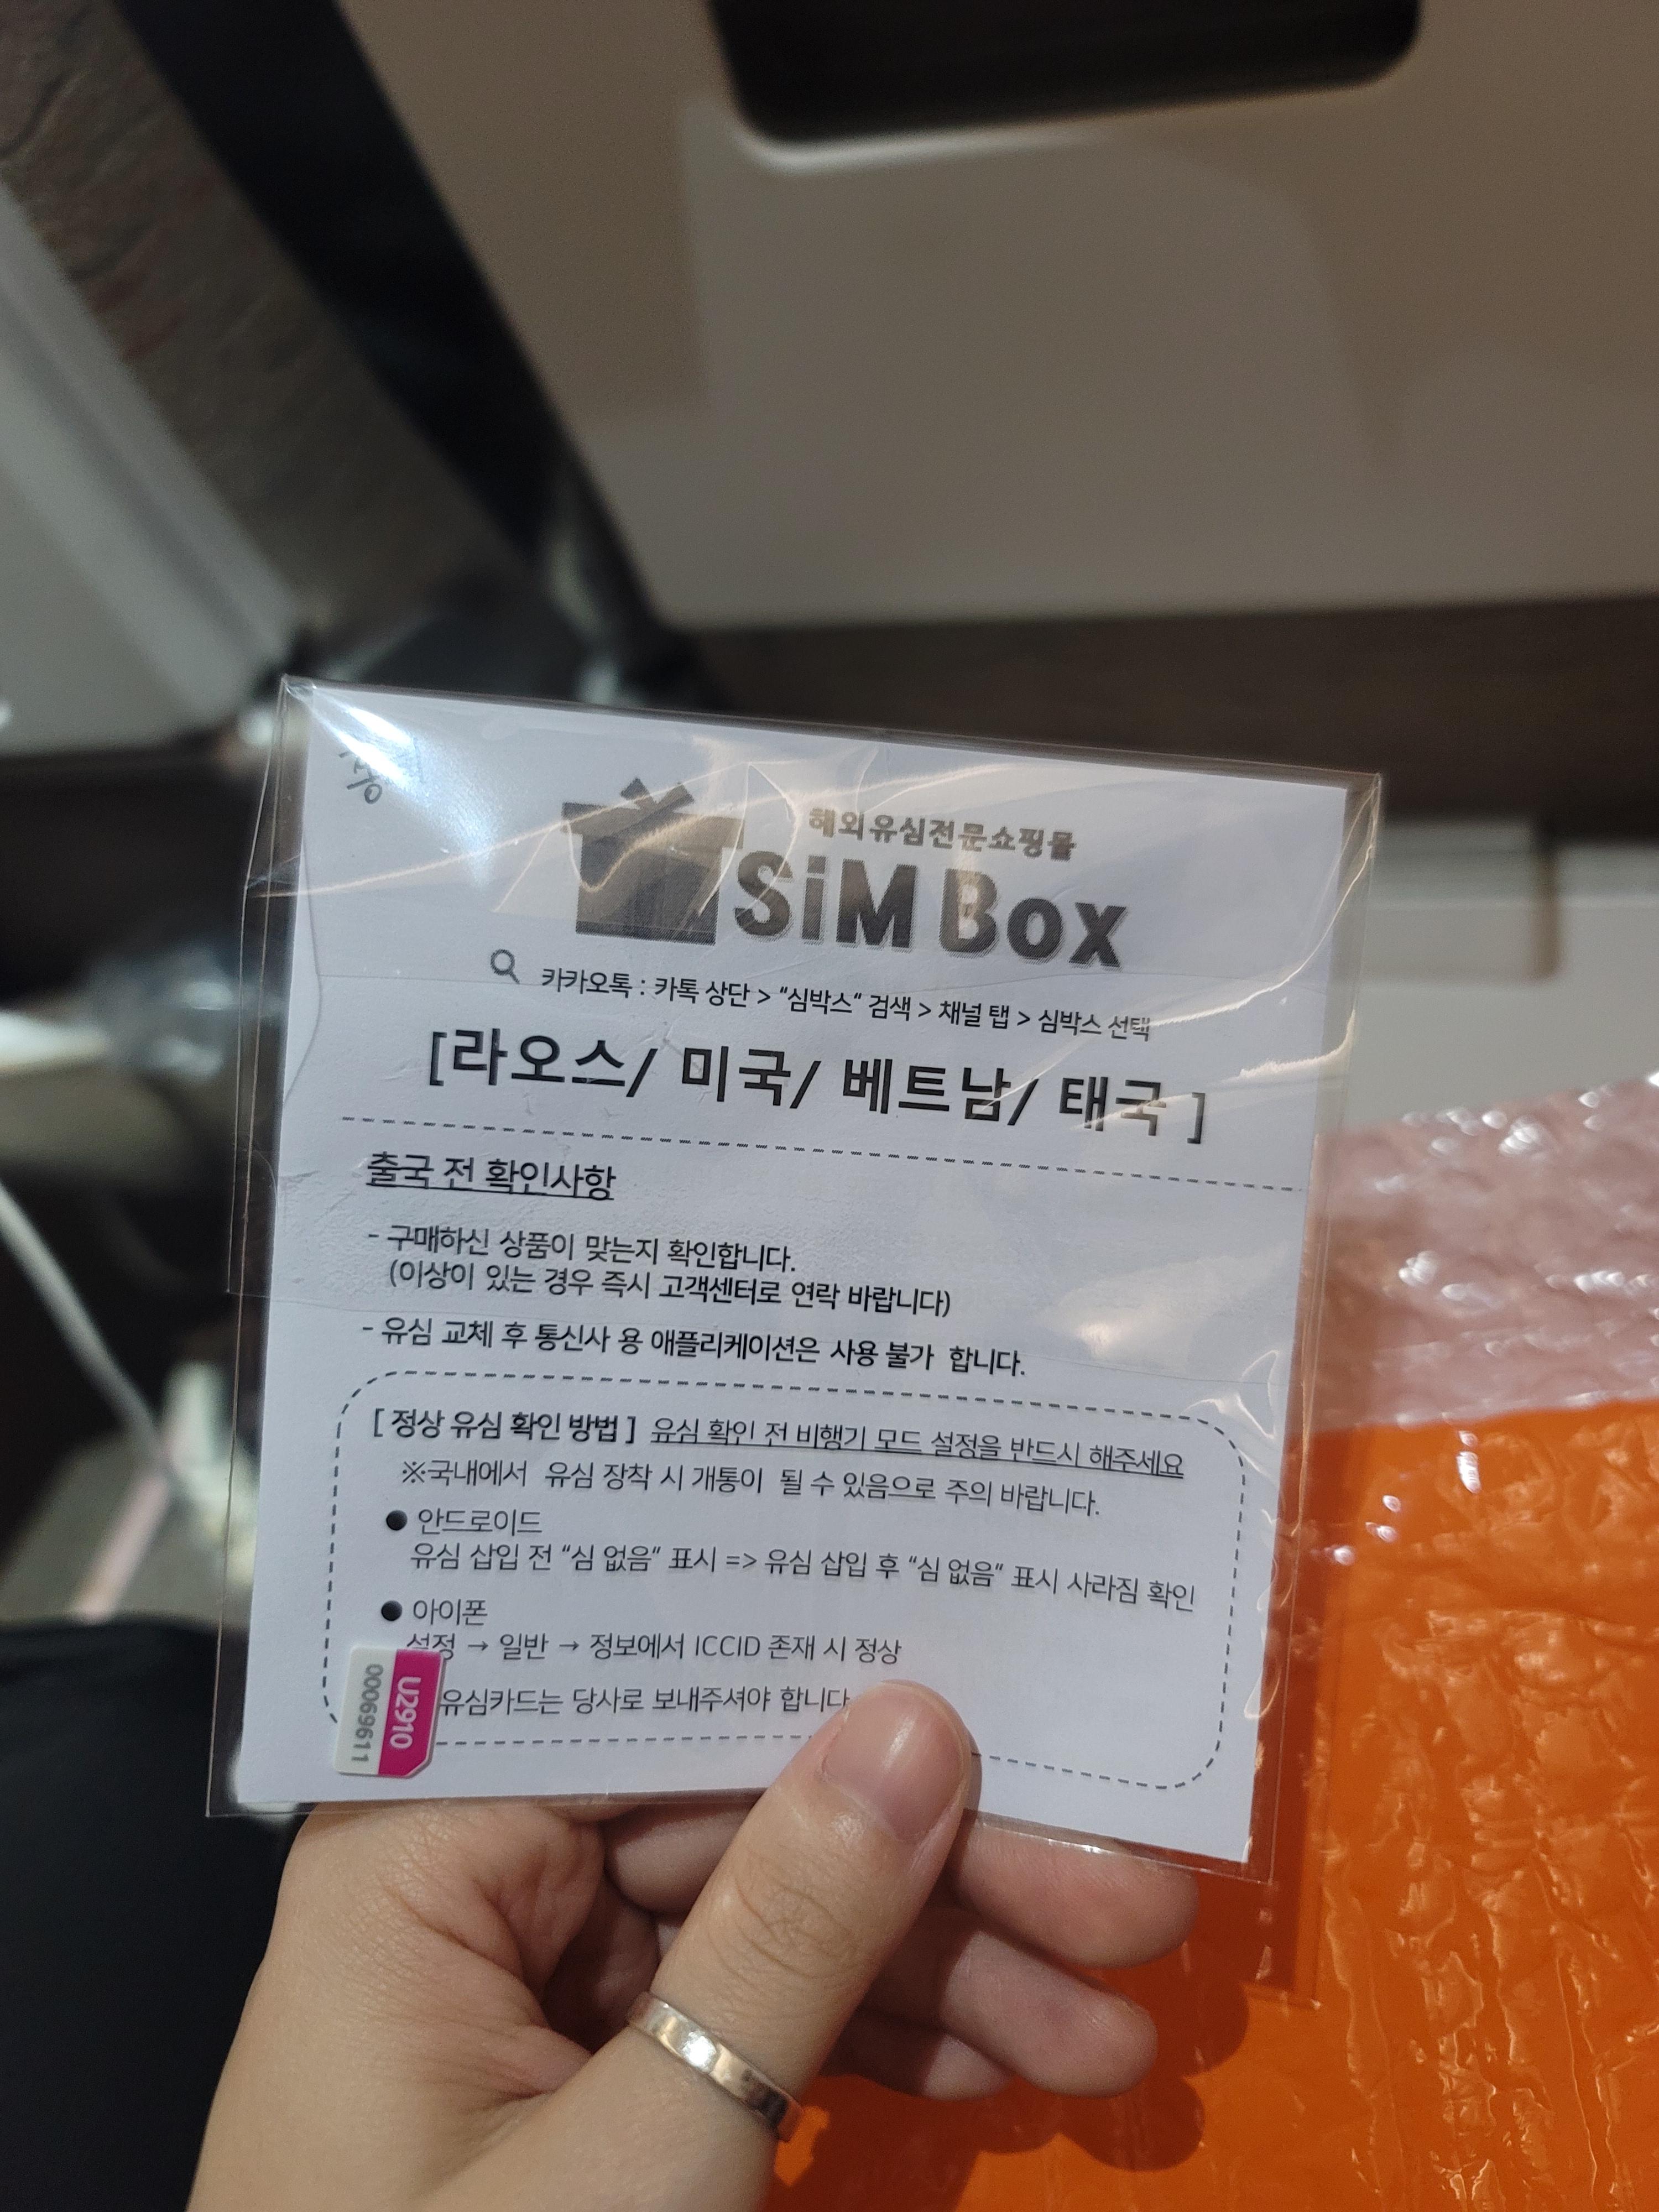 해외유심전문쇼핑몰
SiM Box
카카오톡 : 카톡 상단 > "심박스" 검색 > 채널 탭 > 심박스 선택
[라오스/ 미국/ 베트남/ 태국 ]
출국 전 확인사항
- 구매하신 상품이 맞는지 확인합니다.
(이상이 있는 경우 즉시 고객센터로 연락 바랍니다)
- 유심 교체 후 통신사 용 애플리케이션은 사용 불가 합니다.
[ 정상 유심 확인 방법 ] 유심 확인 전 비행기 모드 설정을 반드시 해주세요
※국내에서 유심 장착 시 개통이 될 수 있음으로 주의 바랍니다.
● 안드로이드
유심 삽입 전 "심 없음" 표시 => 유심 삽입 후 "심 없음" 표시 사라짐 확인
● 아이폰
설정 → 일반 → 정보에서 ICCID 존재 시 정상
유심카드는 당사로 보내주셔야 합니다
U2910
00069611